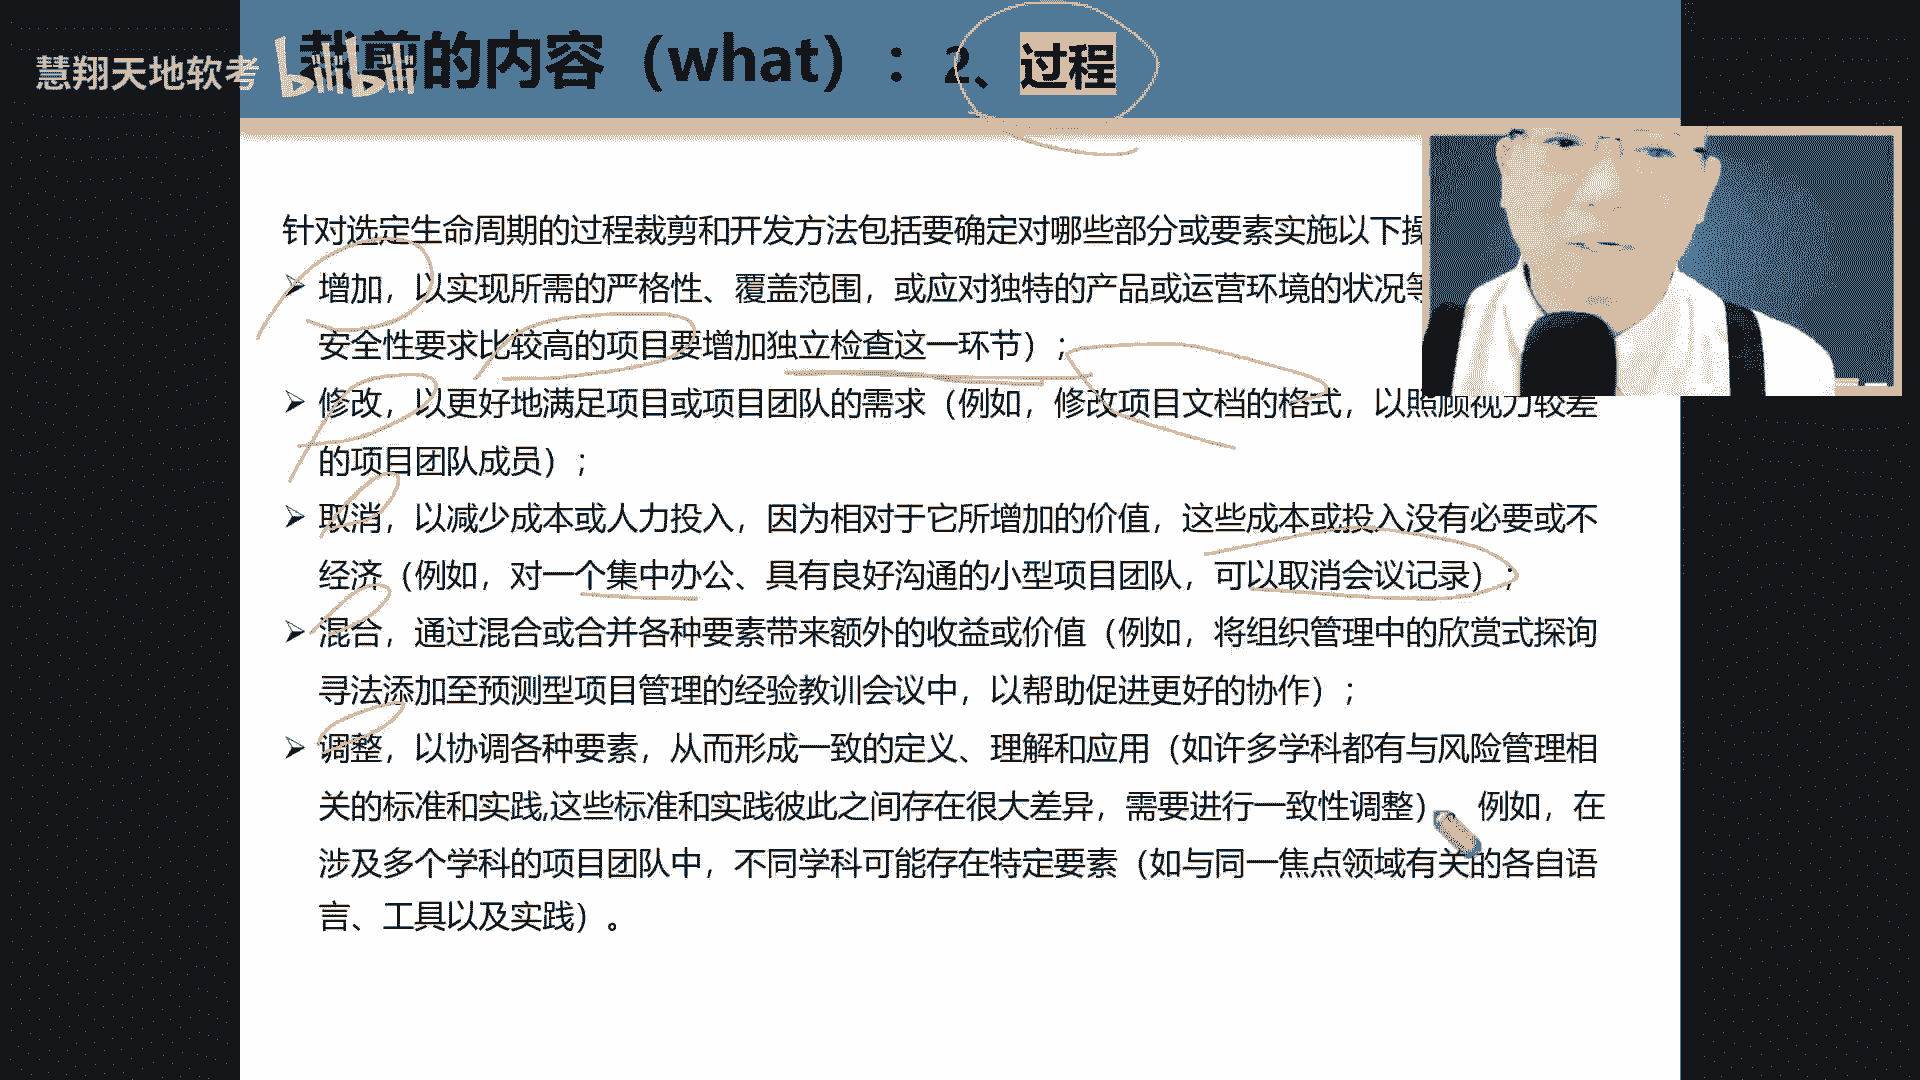 裁剪的内容（what）：2、过程
慧翔天地软考
bilibili
针对选定生命周期的过程裁剪和开发方法包括要确定对哪些部分或要素实施以下
增加，以实现所需的严格性、覆盖范围，或应对独特的产品或运营环境的状况
安全性要求比较高的项目要增加独立检查这一环节）；
修改，以更好地满足项目或项目团队的需求（例如，修改项目文档的格式，以照顾视力较差
的项目团队成员）；
取消，以减少成本或人力投入，因为相对于它所增加的价值，这些成本或投入没有必要或不
经济（例如，对一个集中办公、具有良好沟通的小型项目团队，可以取消会议记录）；
混合，通过混合或合并各种要素带来额外的收益或价值（例如，将组织管理中的欣赏式探询
寻法添加至预测型项目管理的经验教训会议中，以帮助促进更好的协作）；
调整，以协调各种要素，从而形成一致的定义、理解和应用（如许多学科都有与风险管理相
关的标准和实践,这些标准和实践彼此之间存在很大差异，需要进行一致性调整）。例如，在
涉及多个学科的项目团队中，不同学科可能存在特定要素（如与同一焦点领域有关的各自语
言、工具以及实践）。